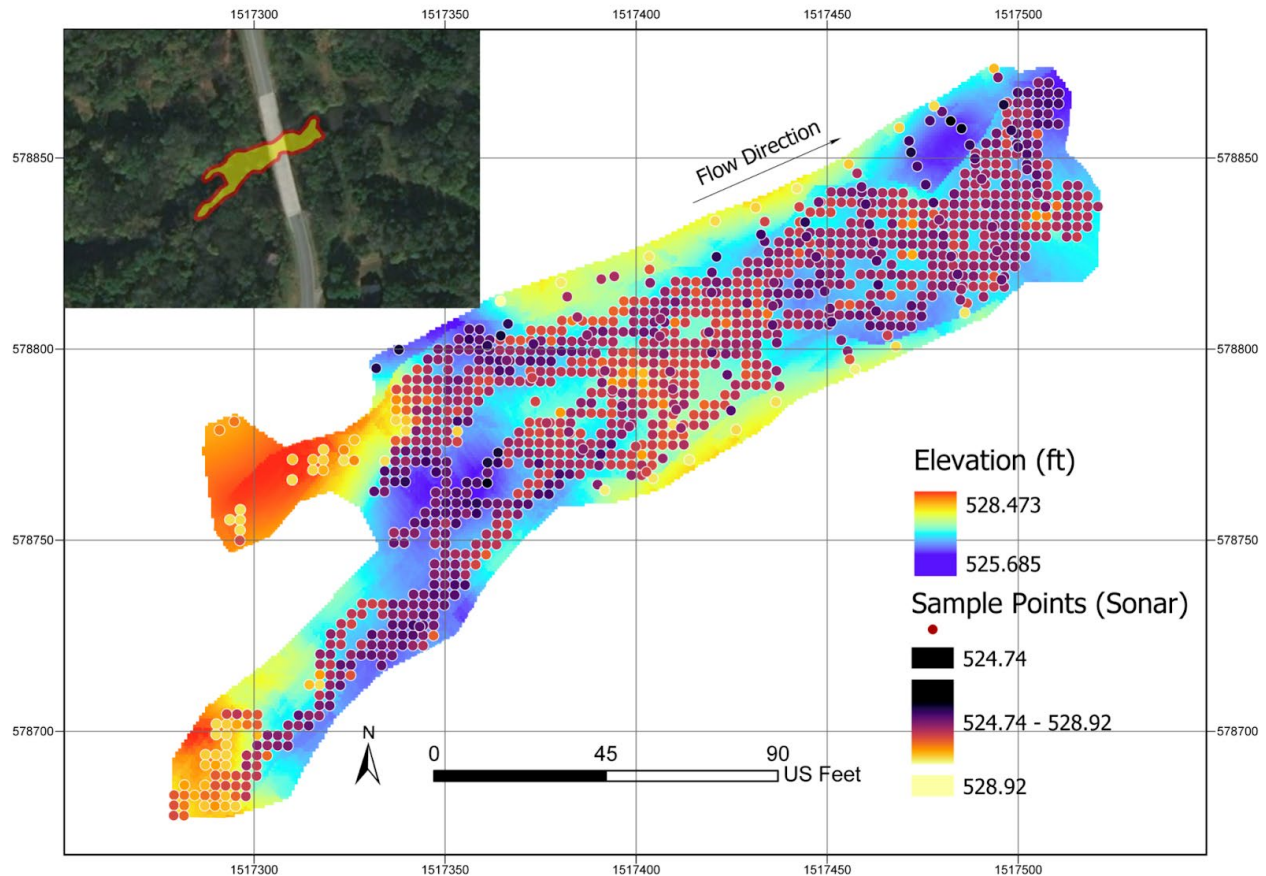 1517300 1517350 1517400 1517450 1517500
578850 578850
Flow Direction
578800 578800
Elevation (ft)
528.473
525.685
578750 578750
Sample Points (Sonar)
524.74
524.74 - 528.92
528.92
578700 578700
N
0 45 90
US Feet
1517300 1517350 1517400 1517450 1517500